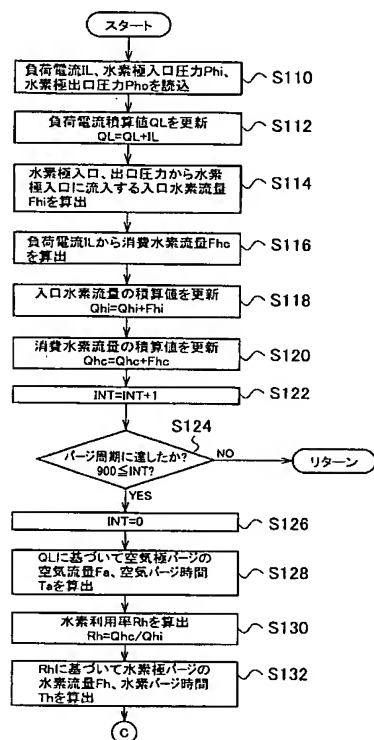 スタート
負荷電流IL、水素極入口圧力Phi、
水素極出口圧力Phoを読込
S110
負荷電流積算値QLを更新
QL=QL+IL
S112
水素極入口、出口圧力から水素
極入口に流入する入口水素流量
Fhiを算出
S114
負荷電流ILから消費水素流量Fhc
を算出
S116
入口水素流量の積算値を更新
Qhi=Qhi+Fhi
S118
消費水素流量の積算値を更新
Qhc=Qhc+Fhc
S120
INT=INT+1
S122
S124
パージ周期に達したか?
900≦INT?
NO
リターン
YES
INT=0
S126
QLに基づいて空気極パージの
空気流量Fa、空気パージ時間
Taを算出
S128
水素利用率Rhを算出
Rh=Qhc/Qhi
S130
Rhに基づいて水素極パージの
水素流量Fh、水素パージ時間
Thを算出
S132
C